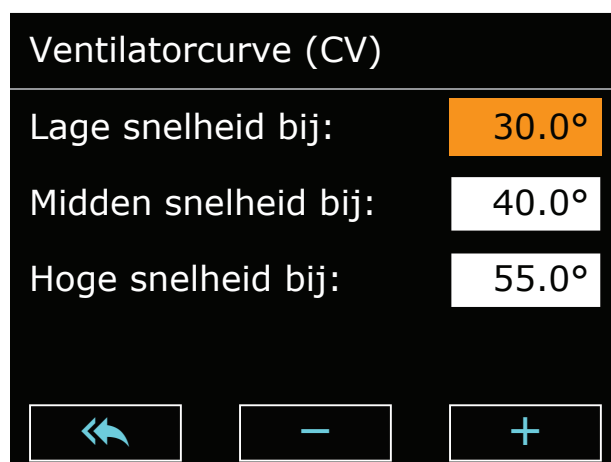 Ventilatorcurve (CV)
Lage snelheid bij: 30.0°
Midden snelheid bij: 40.0°
Hoge snelheid bij: 55.0°
− +